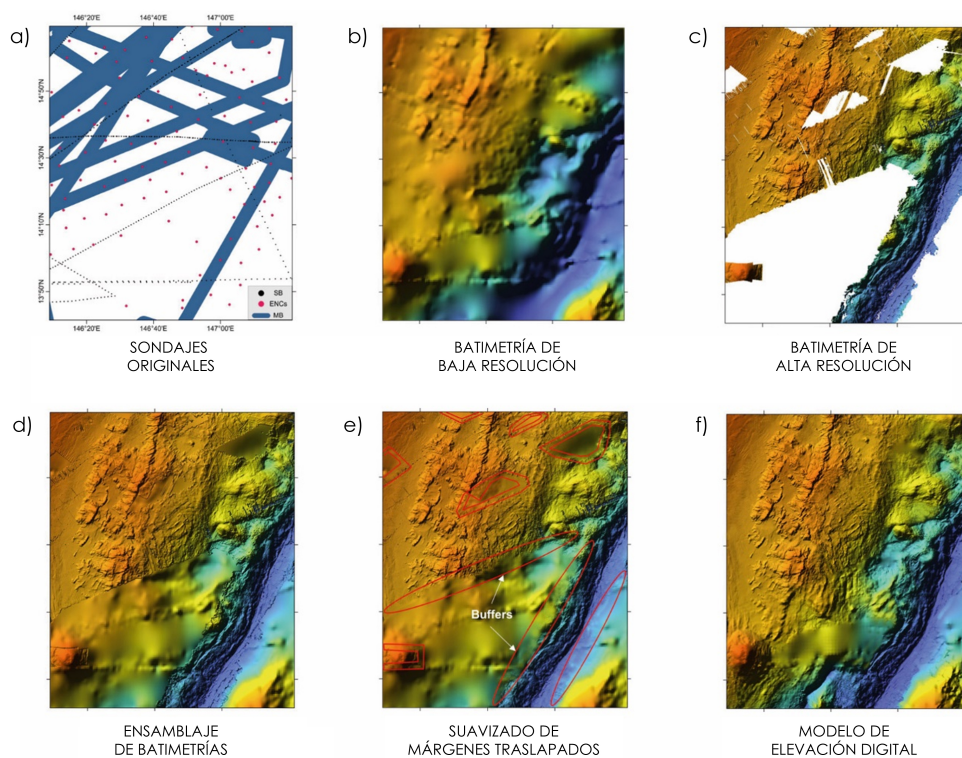 a)
146°20'E 146°40'E 147°00'E
14°50'N
14°30'N
14°10'N
13°50'N
SB
ENCs
MB
146°20'E 146°40'E 147°00'E
SONDAJES
ORIGINALES
b)
BATIMETRÍA DE
BAJA RESOLUCIÓN
c)
BATIMETRÍA DE
ALTA RESOLUCIÓN
d)
ENSAMBLAJE
DE BATIMETRÍAS
e)
Buffers
SUAVIZADO DE
MÁRGENES TRASLAPADOS
f)
MODELO DE
ELEVACIÓN DIGITAL